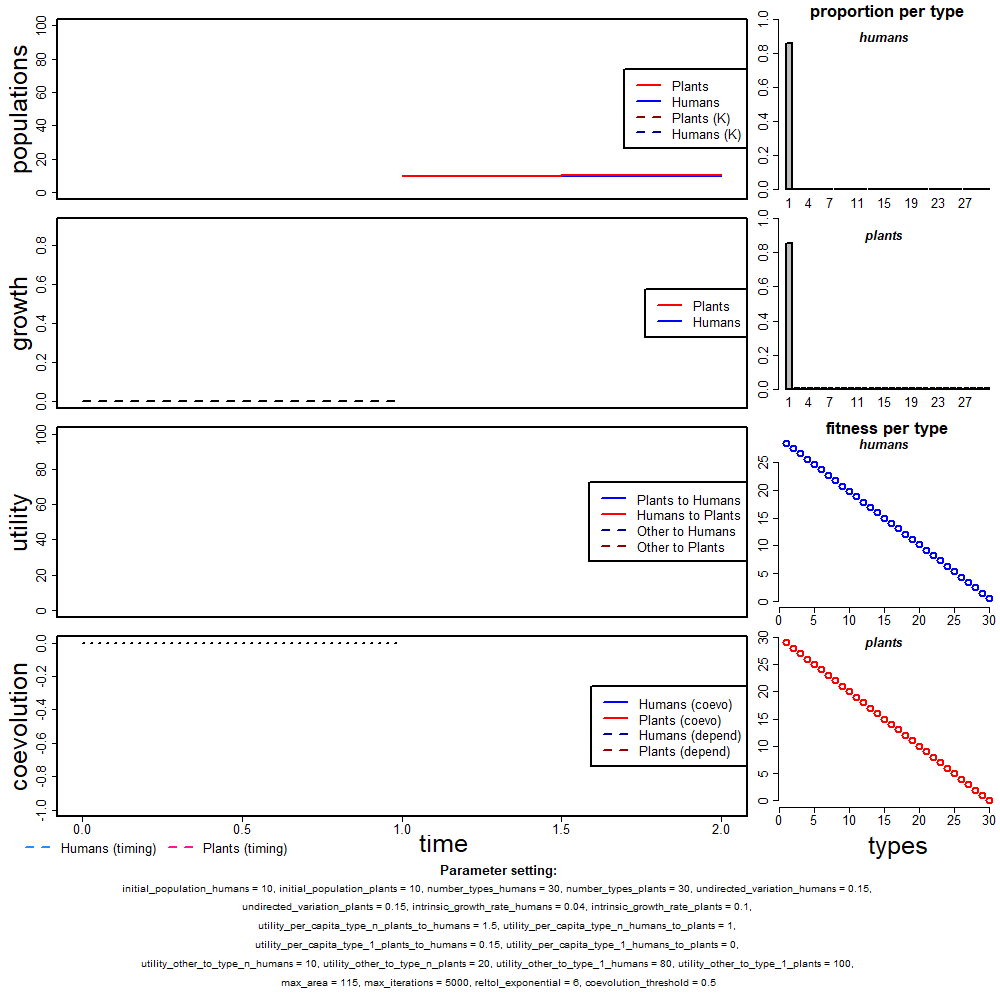 populations
0 20 40 60 80 100
Plants
Humans
Plants (K)
Humans (K)
proportion per type
humans
0.0 0.2 0.4 0.6 0.8 1.0
1 4 7 11 15 19 23 27
growth
0.0 0.2 0.4 0.6 0.8
Plants
Humans
plants
0.0 0.2 0.4 0.6 0.8 1.0
1 4 7 11 15 19 23 27
utility
0 20 40 60 80 100
Plants to Humans
Humans to Plants
Other to Humans
Other to Plants
fitness per type
humans
0 5 10 15 20 25
0 5 10 15 20 25 30
coevolution
-1.0 -0.8 -0.6 -0.4 -0.2 0.0
Humans (coevo)
Plants (coevo)
Humans (depend)
Plants (depend)
0.0 0.5 1.0 1.5 2.0
time
Humans (timing) Plants (timing)
plants
0 5 10 15 20 25 30
0 5 10 15 20 25 30
types
Parameter setting:
initial_population_humans = 10, initial_population_plants = 10, number_types_humans = 30, number_types_plants = 30, undirected_variation_humans = 0.15,
undirected_variation_plants = 0.15, intrinsic_growth_rate_humans = 0.04, intrinsic_growth_rate_plants = 0.1,
utility_per_capita_type_n_plants_to_humans = 1.5, utility_per_capita_type_n_humans_to_plants = 1,
utility_per_capita_type_1_plants_to_humans = 0.15, utility_per_capita_type_1_humans_to_plants = 0,
utility_other_to_type_n_humans = 10, utility_other_to_type_n_plants = 20, utility_other_to_type_1_humans = 80, utility_other_to_type_1_plants = 100,
max_area = 115, max_iterations = 5000, reltol_exponential = 6, coevolution_threshold = 0.5